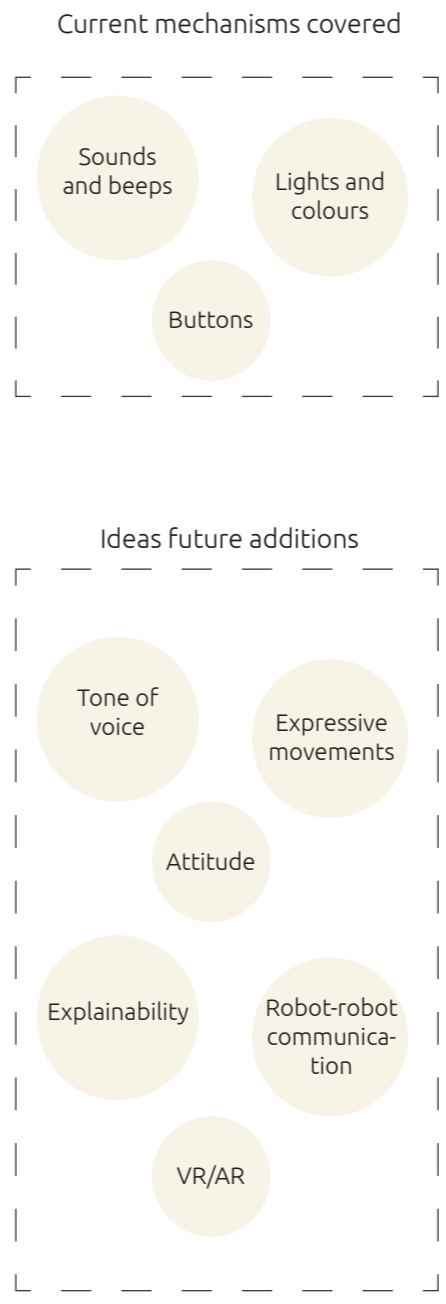 Current mechanisms covered
Sounds
and beeps
Lights and
colours
Buttons
Ideas future additions
Tone of
voice
Expressive
movements
Attitude
Explainability
Robot-robot
communica-
tion
VR/AR